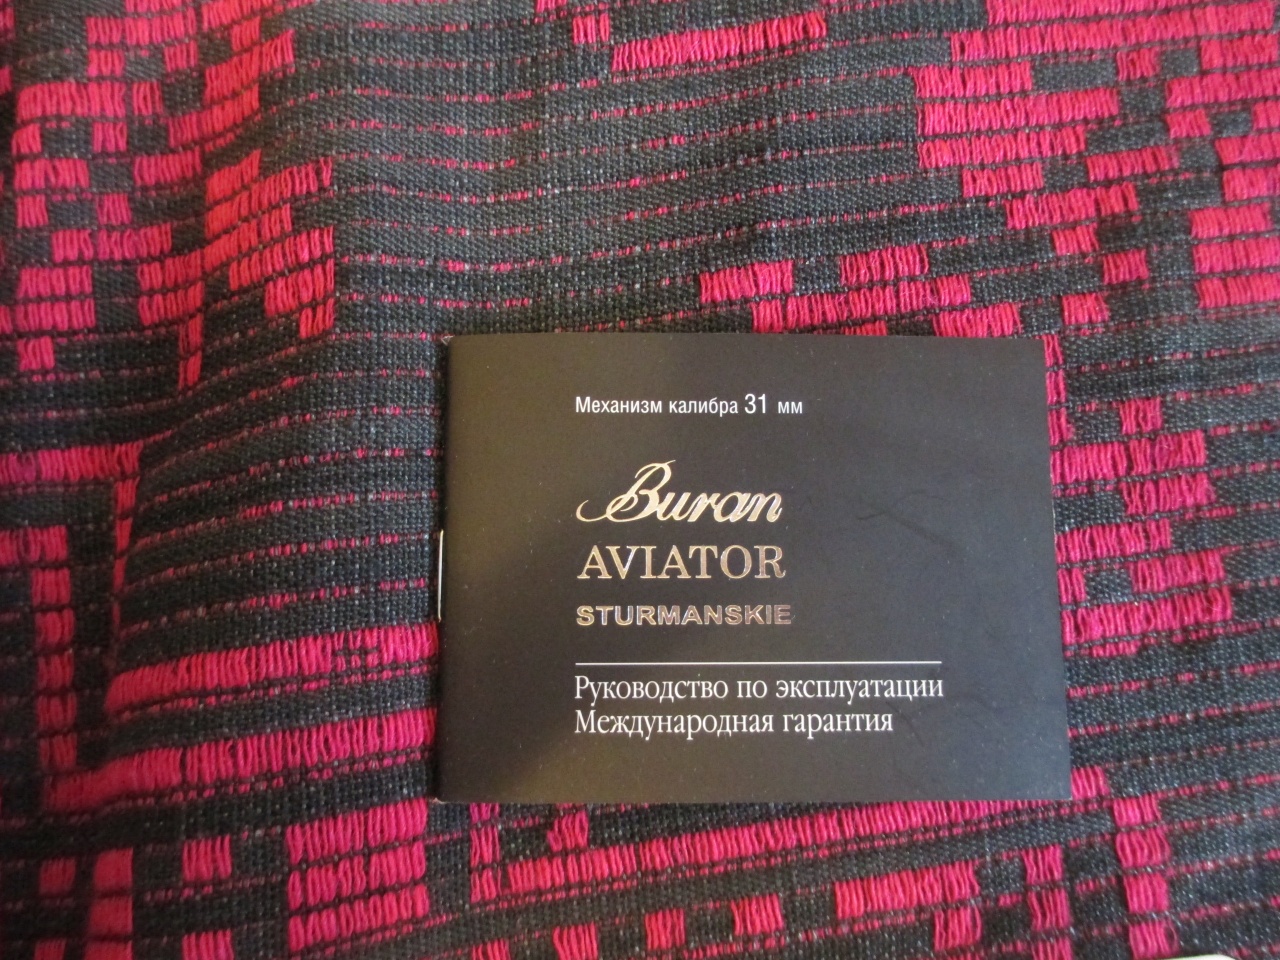 Механизм калибра 31 мм
Buran
AVIATOR
STURMANSKIE
Руководство по эксплуатации
Международная гарантия